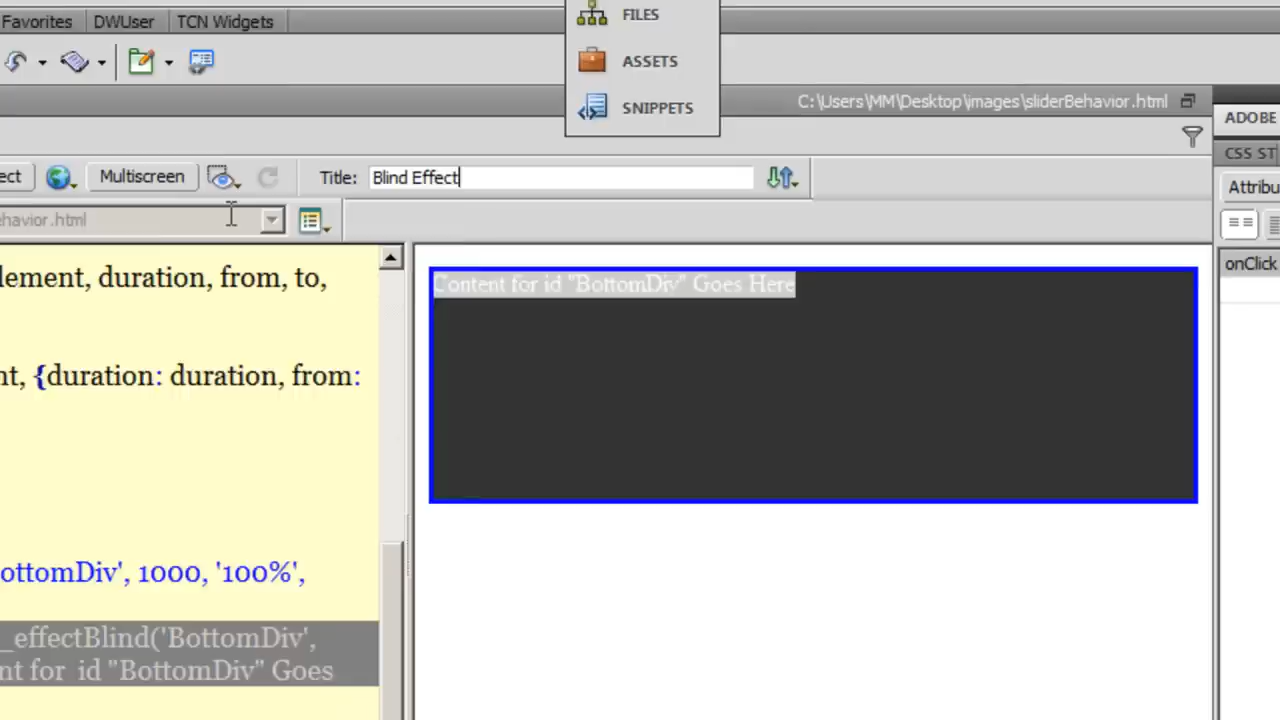 FILES
Favorites DWUser TCN Widgets
ASSETS
SNIPPETS
C:\Users\MM\Desktop\images\sliderBehavior.html
ADOBE
CSS ST
ect Multiscreen Title: Blind Effect
Attribu
ehavior.html
onClick
lement, duration, from, to,
Content for id "BottomDiv" Goes Here
nt, {duration: duration, from:
ottomDiv', 1000, '100%',
_effectBlind('BottomDiv',
nt for id "BottomDiv" Goes